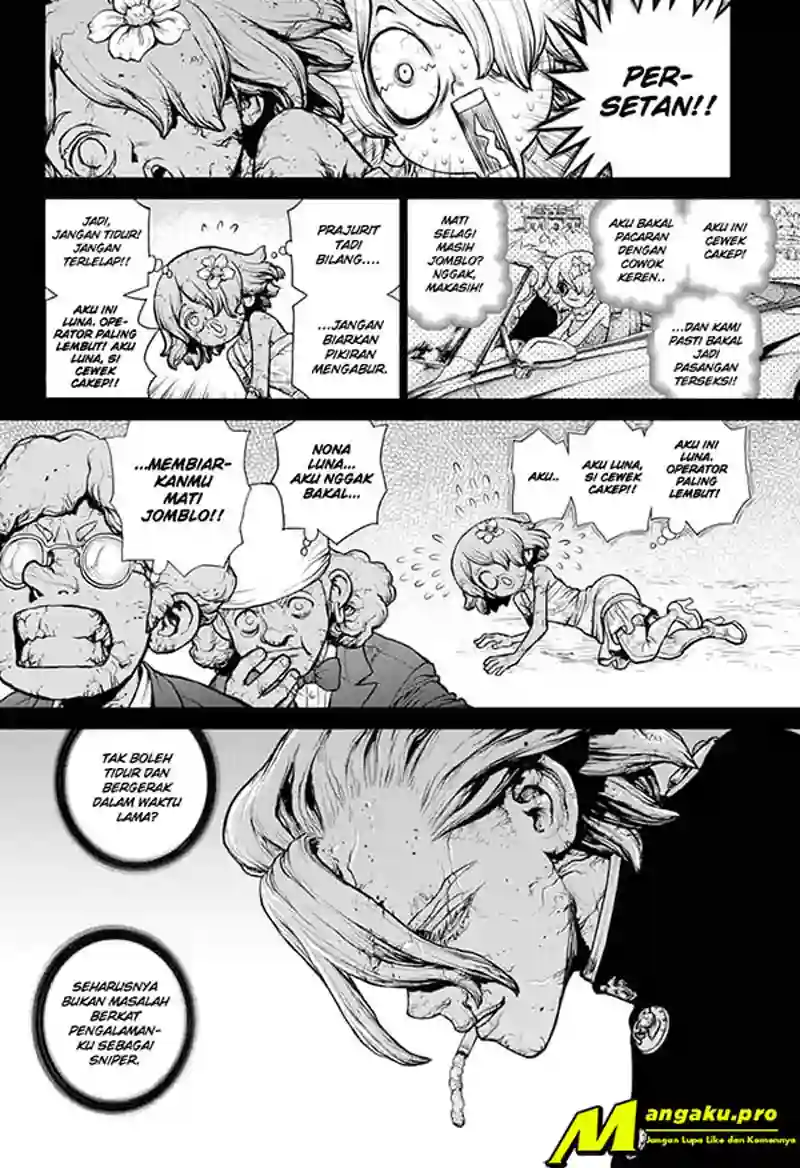 PER-
SETAN!!
AKU INI
CEWEK
CAKEP!
AKU BAKAL
PACARAN
DENGAN
COWOK
KEREN..
...DAN KAMI
PASTI BAKAL
JADI
PASANGAN
TERSEKSI!
MATI
SELAGI
MASIH
JOMBLO?
NGGAK,
MAKASIH!
PRAJURIT
TADI
BILANG....
...JANGAN
BIARKAN
PIKIRAN
MENGABUR.
JADI,
JANGAN TIDUR!
JANGAN
TERLELAP!!
AKU INI
LUNA. OPE-
RATOR PALING
LEMBUT! AKU
LUNA, SI
CEWEK
CAKEP!!
AKU INI
LUNA.
OPERATOR
PALING
LEMBUT!
AKU LUNA,
SI CEWEK
CAKEP!
AKU..
NONA
LUNA...
AKU NGGAK
BAKAL...
...MEMBIAR-
KANMU
MATI
JOMBLO!!
TAK BOLEH
TIDUR DAN
BERGERAK
DALAM WAKTU
LAMA?
SEHARUSNYA
BUKAN MASALAH
BERKAT
PENGALAMAN-
KU SEBAGAI
SNIPER.
Mangaku.pro
Jangan Lupa Like dan Komennya